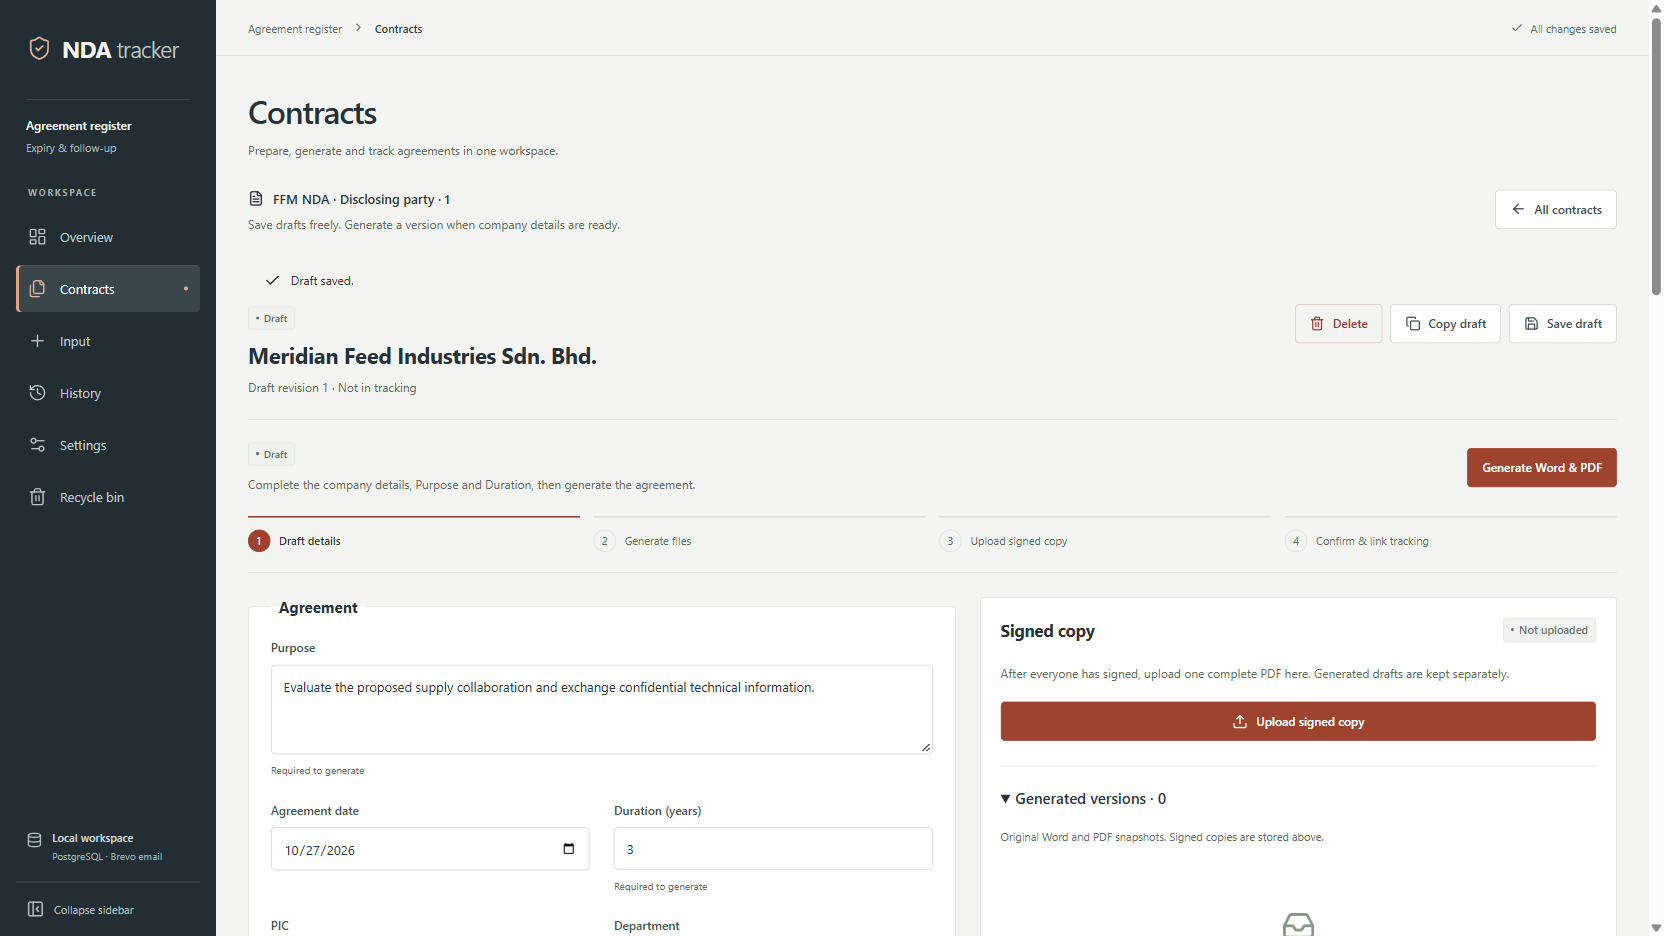 NDA tracker
Agreement register
Expiry & follow-up
WORKSPACE
Overview
Contracts
Input
History
Settings
Recycle bin
Local workspace
PostgreSQL · Brevo email
Collapse sidebar
Agreement register > Contracts
All changes saved
Contracts
Prepare, generate and track agreements in one workspace.
FFM NDA · Disclosing party · 1
Save drafts freely. Generate a version when company details are ready.
All contracts
Draft saved.
• Draft
Delete
Copy draft
Save draft
Meridian Feed Industries Sdn. Bhd.
Draft revision 1 · Not in tracking
• Draft
Complete the company details, Purpose and Duration, then generate the agreement.
Generate Word & PDF
1 Draft details
2 Generate files
3 Upload signed copy
4 Confirm & link tracking
Agreement
Purpose
Evaluate the proposed supply collaboration and exchange confidential technical information.
Required to generate
Agreement date
10/27/2026
Duration (years)
3
Required to generate
PIC
Department
Signed copy
• Not uploaded
After everyone has signed, upload one complete PDF here. Generated drafts are kept separately.
Upload signed copy
Generated versions · 0
Original Word and PDF snapshots. Signed copies are stored above.